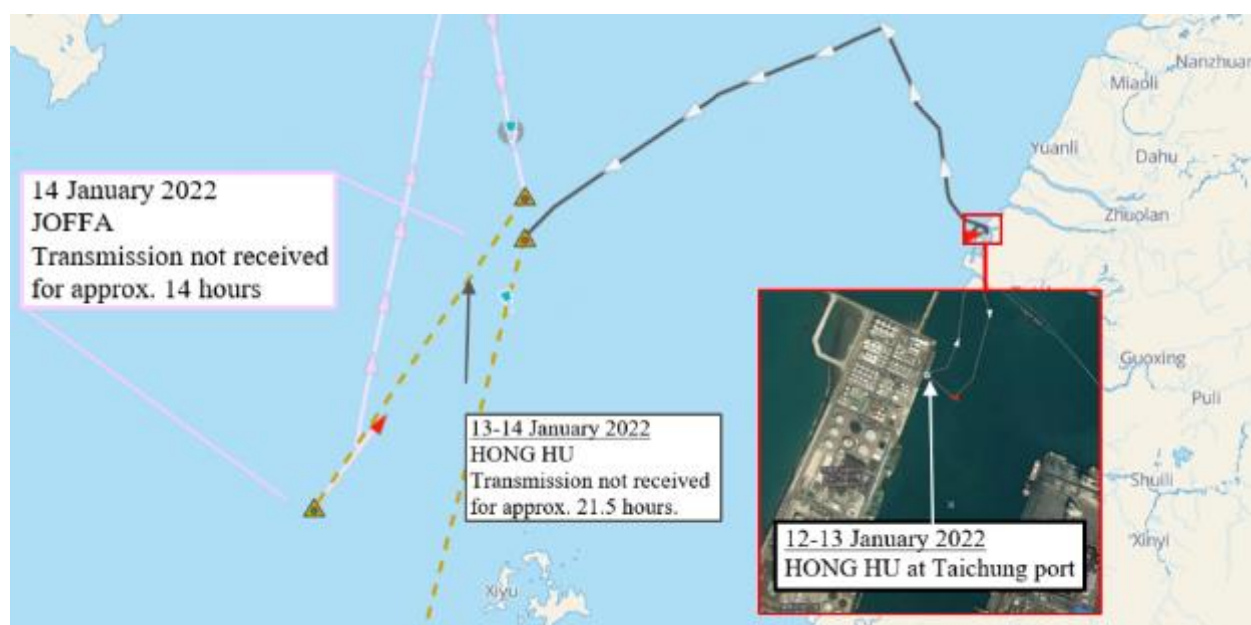 Nanzhuan
Miaoli
Yuanli
Dahu
Zhuolan
14 January 2022
JOFFA
Transmission not received
for approx. 14 hours
Guoxing
Puli
13-14 January 2022
HONG HU
Transmission not received
for approx. 21.5 hours.
Shuili
12-13 January 2022
HONG HU at Taichung port
Xinyi
Xiyu